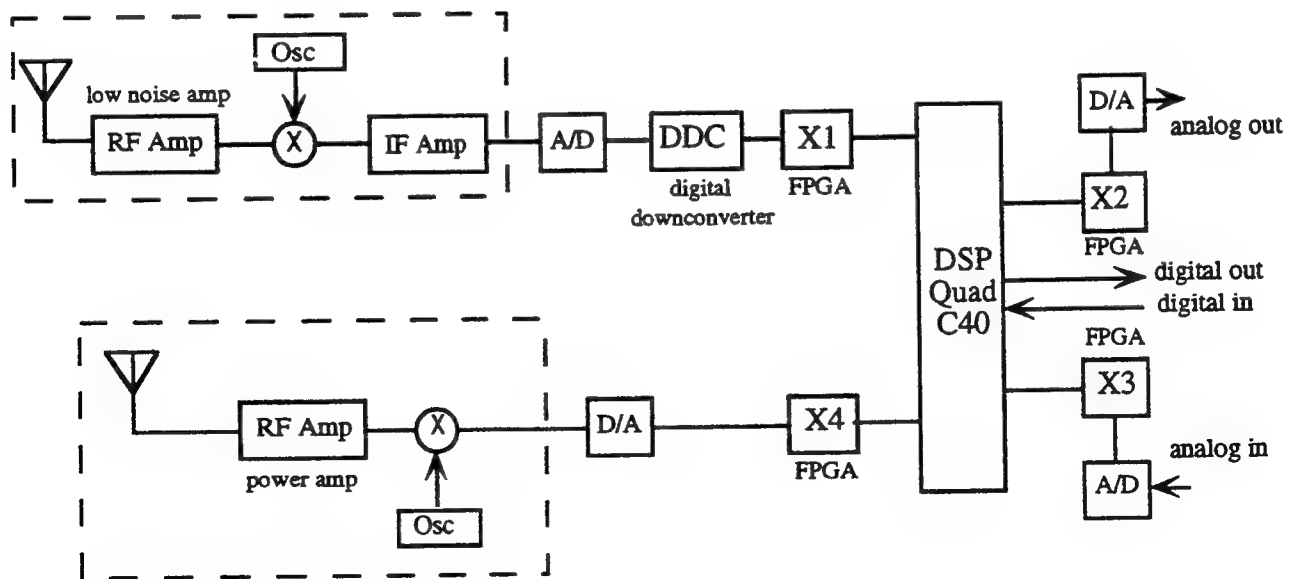 Osc
low noise amp
RF Amp
X
IF Amp
A/D
DDC
digital
downconverter
X1
FPGA
D/A
analog out
X2
FPGA
DSP
Quad
C40
digital out
digital in
FPGA
X3
analog in
A/D
RF Amp
power amp
X
Osc
D/A
X4
FPGA